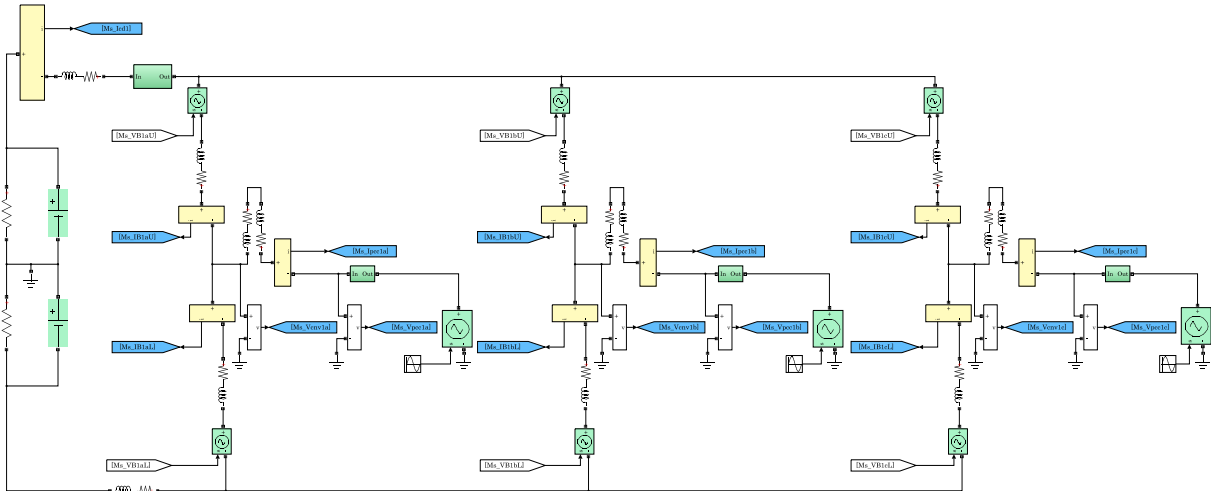 [Ms_Icd1]
In Out
[Ms_VB1aU]
[Ms_VB1bU]
[Ms_VB1cU]
[Ms_IB1aU]
[Ms_Ipcc1a]
[Ms_IB1bU]
[Ms_Ipcc1b]
[Ms_IB1cU]
[Ms_Ipcc1c]
In Out
In Out
In Out
[Ms_Vcnv1a]
[Ms_Vpcc1a]
[Ms_Vcnv1b]
[Ms_Vpcc1b]
[Ms_Vcnv1c]
[Ms_Vpcc1c]
[Ms_IB1aL]
[Ms_IB1bL]
[Ms_IB1cL]
[Ms_VB1aL]
[Ms_VB1bL]
[Ms_VB1cL]